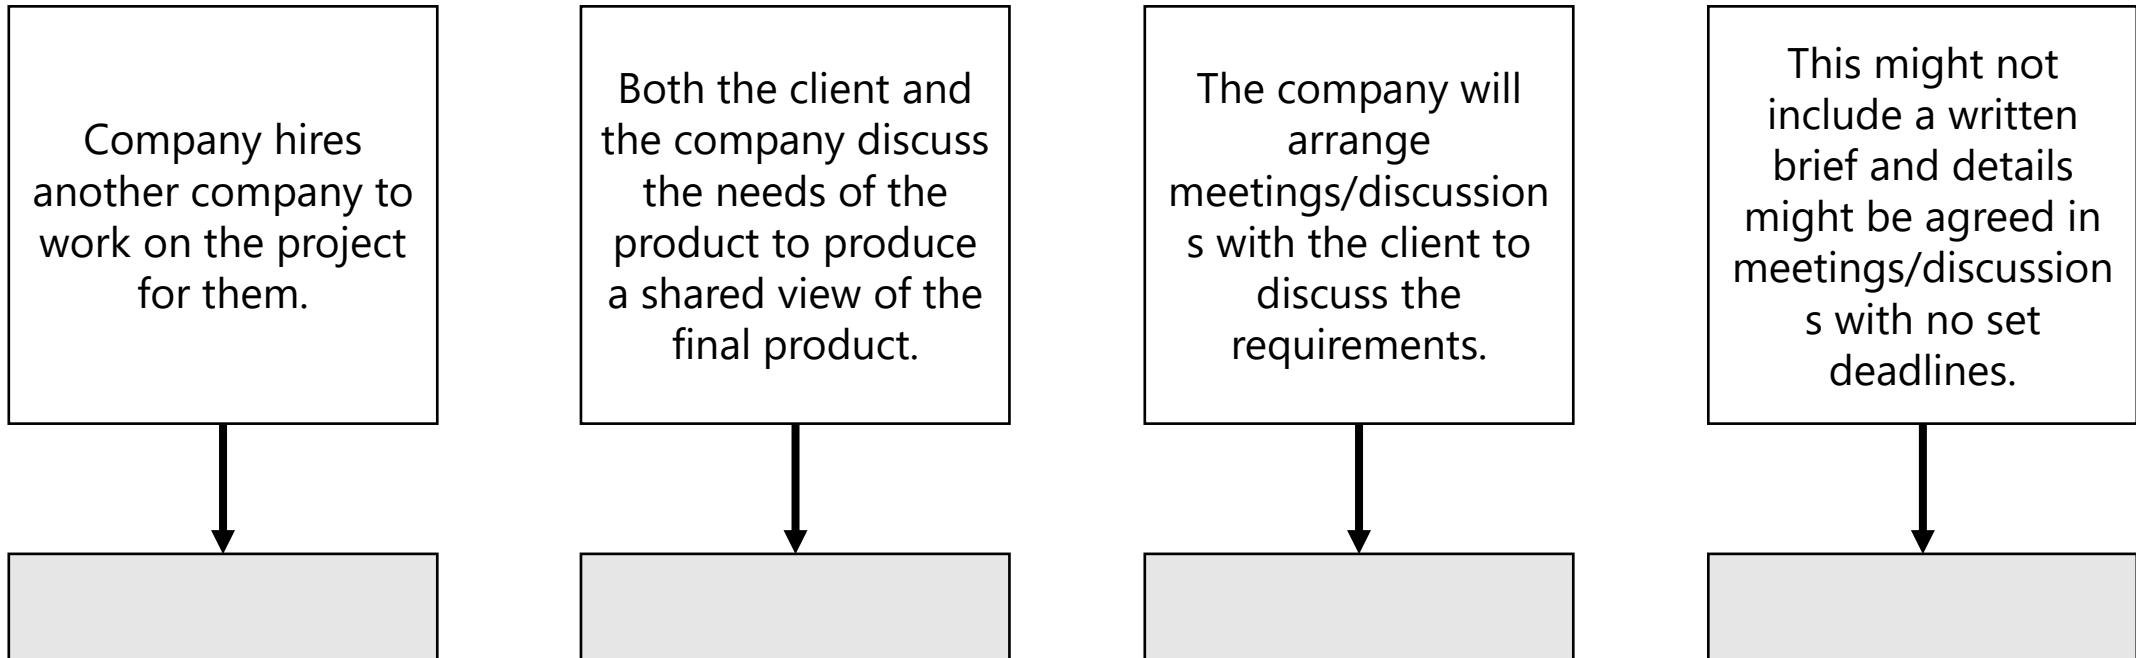 Company hires
another company to
work on the project
for them.
Both the client and
the company discuss
the needs of the
product to produce
a shared view of the
final product.
The company will
arrange
meetings/discussion
s with the client to
discuss the
requirements.
This might not
include a written
brief and details
might be agreed in
meetings/discussion
s with no set
deadlines.